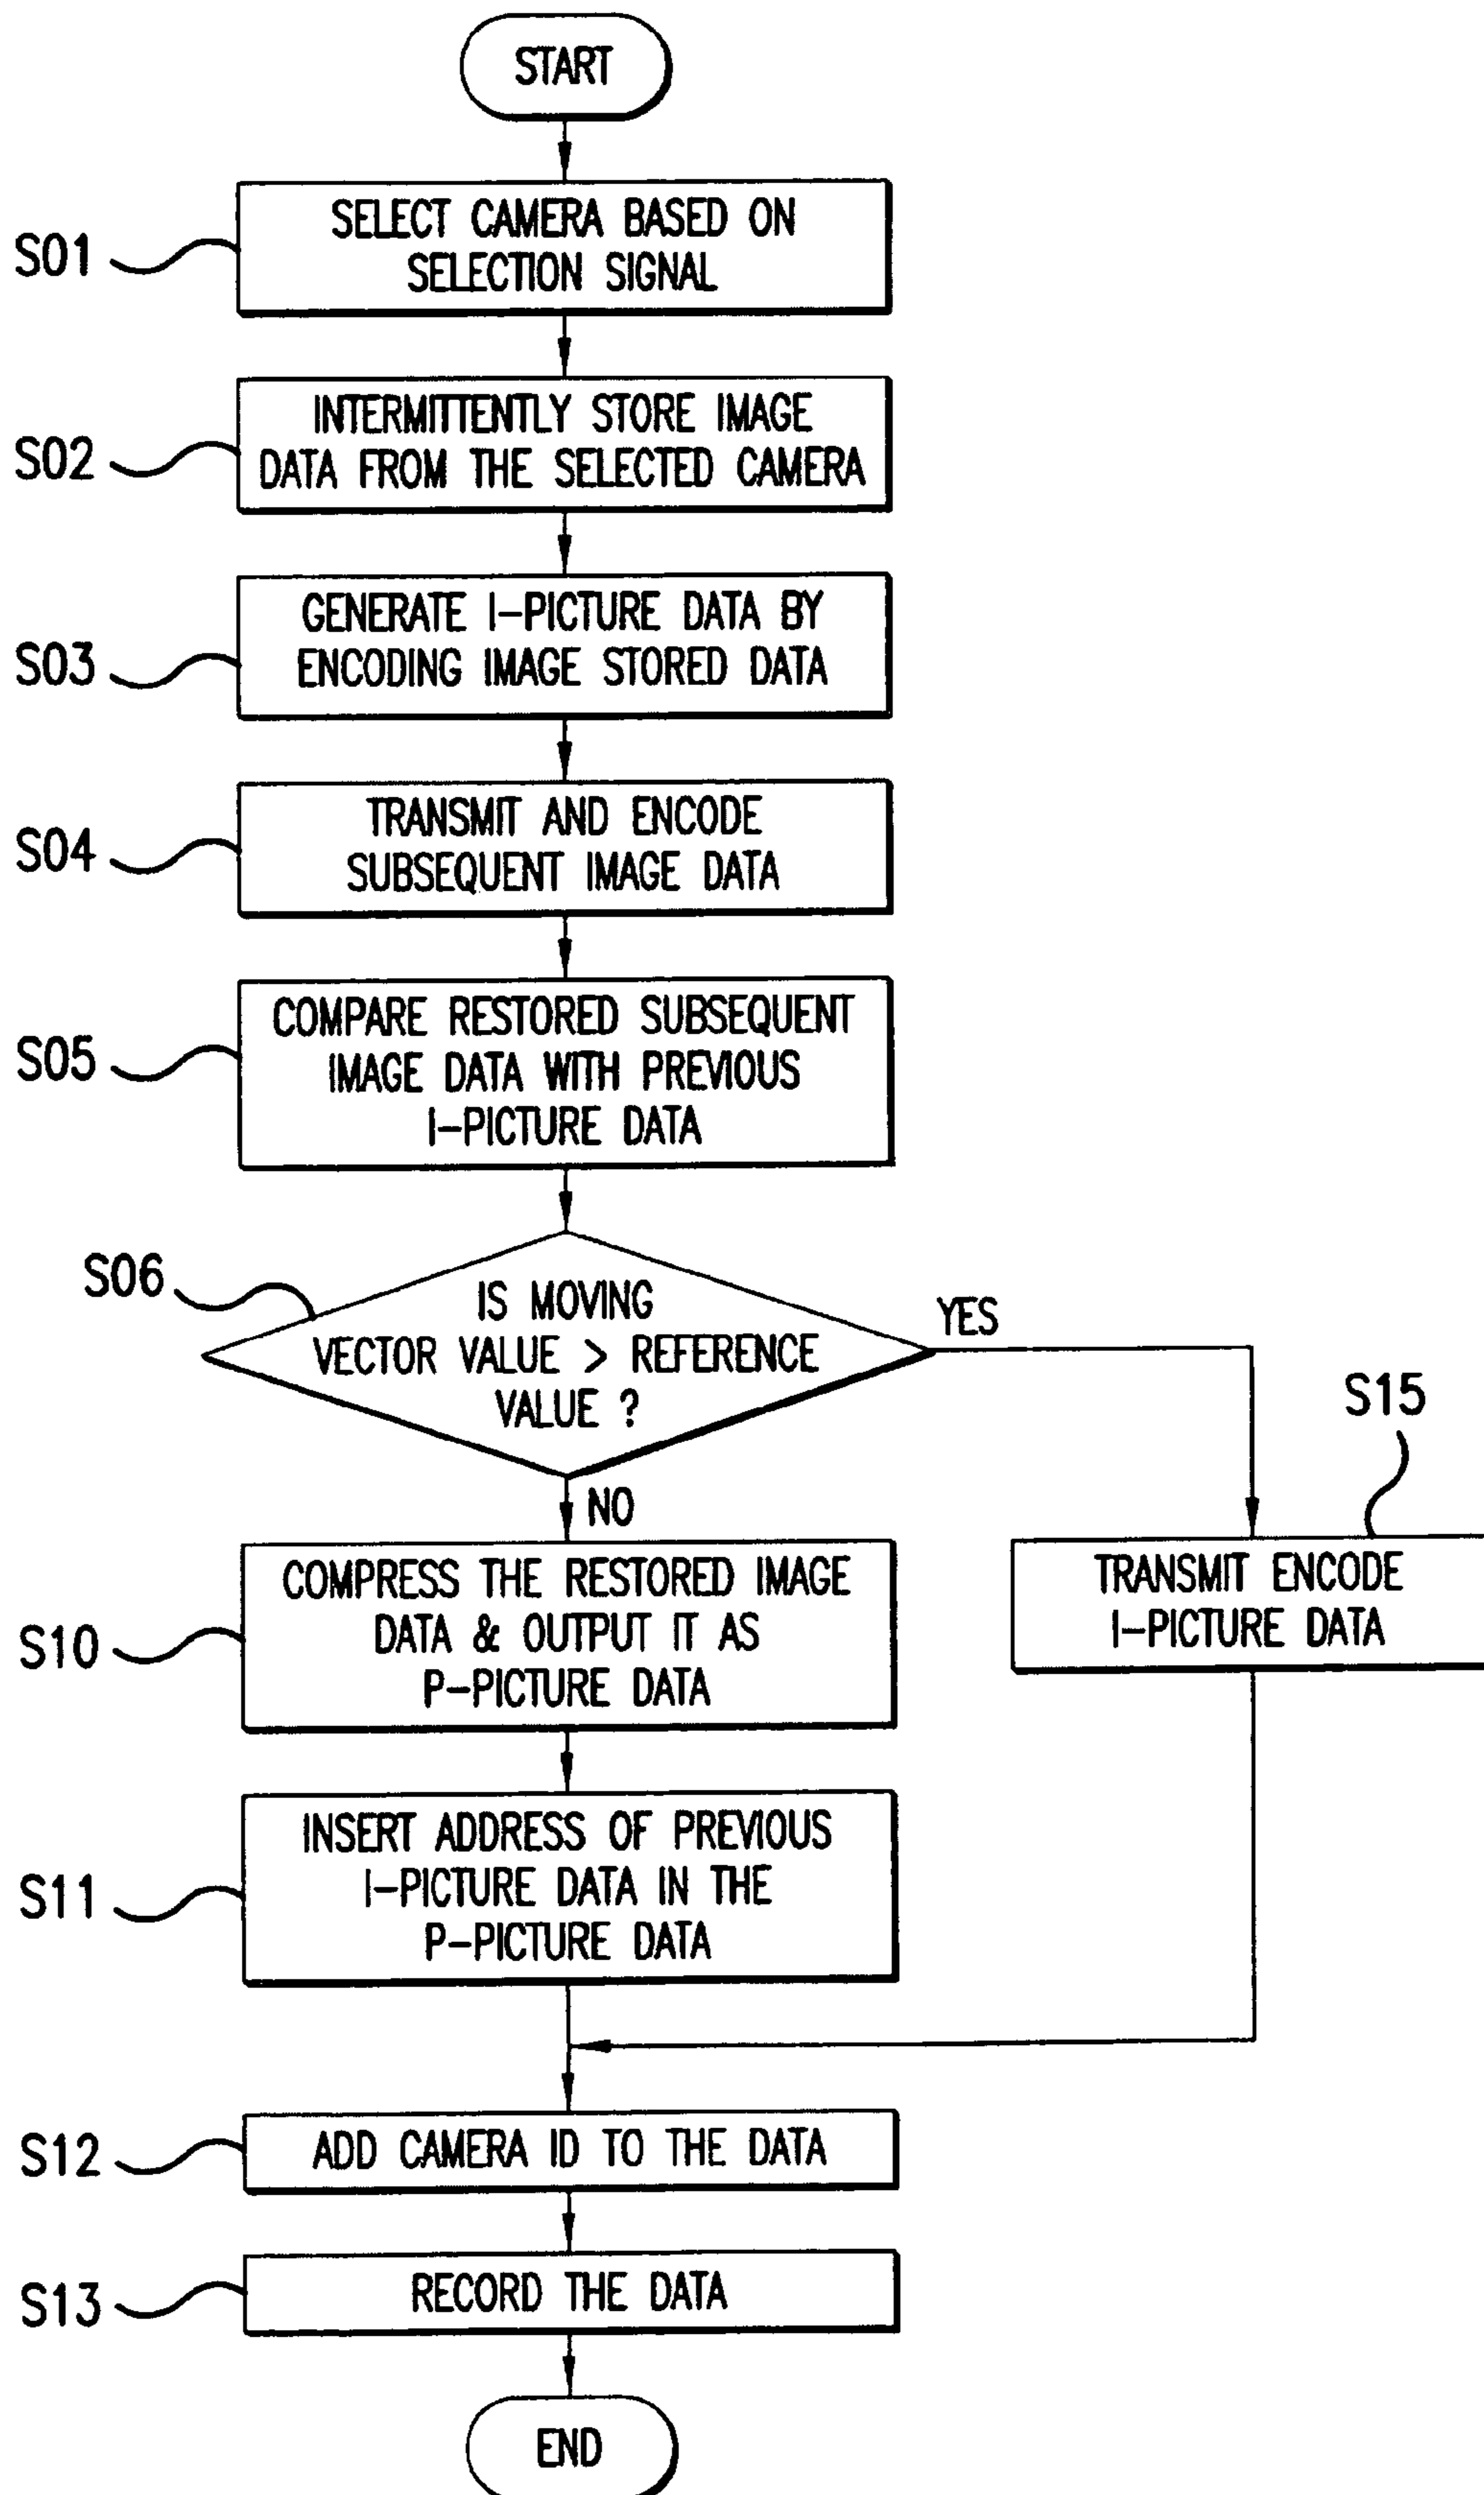 START
S01
SELECT CAMERA BASED ON
SELECTION SIGNAL
S02
INTERMITTENTLY STORE IMAGE
DATA FROM THE SELECTED CAMERA
S03
GENERATE I-PICTURE DATA BY
ENCODING IMAGE STORED DATA
S04
TRANSMIT AND ENCODE
SUBSEQUENT IMAGE DATA
S05
COMPARE RESTORED SUBSEQUENT
IMAGE DATA WITH PREVIOUS
I-PICTURE DATA
S06
IS MOVING
VECTOR VALUE > REFERENCE
VALUE ?
YES
NO
S15
TRANSMIT ENCODE
I-PICTURE DATA
S10
COMPRESS THE RESTORED IMAGE
DATA & OUTPUT IT AS
P-PICTURE DATA
S11
INSERT ADDRESS OF PREVIOUS
I-PICTURE DATA IN THE
P-PICTURE DATA
S12
ADD CAMERA ID TO THE DATA
S13
RECORD THE DATA
END